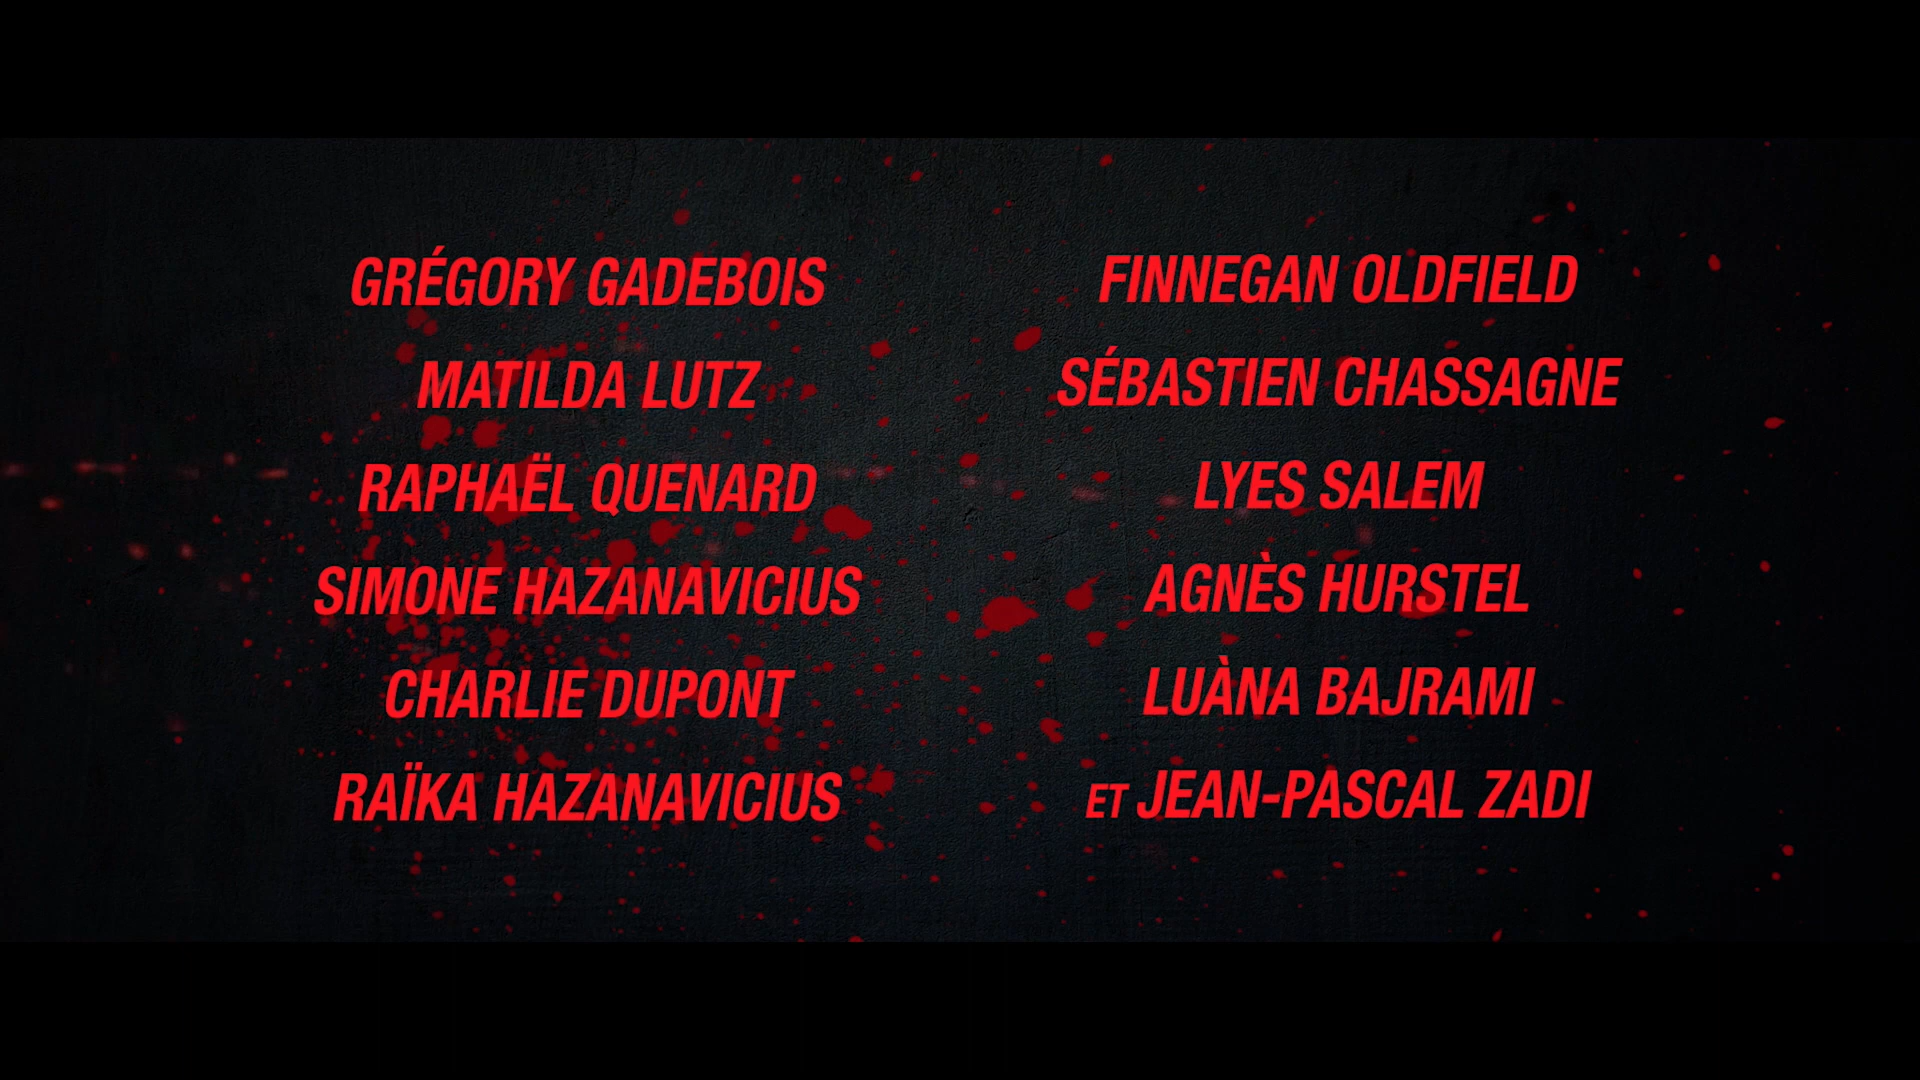 GRÉGORY GADEBOIS
MATILDA LUTZ
RAPHAËL QUENARD
SIMONE HAZANAVICIUS
CHARLIE DUPONT
RAÏKA HAZANAVICIUS
FINNEGAN OLDFIELD
SÉBASTIEN CHASSAGNE
LYES SALEM
AGNÈS HURSTEL
LUÀNA BAJRAMI
ET JEAN-PASCAL ZADI